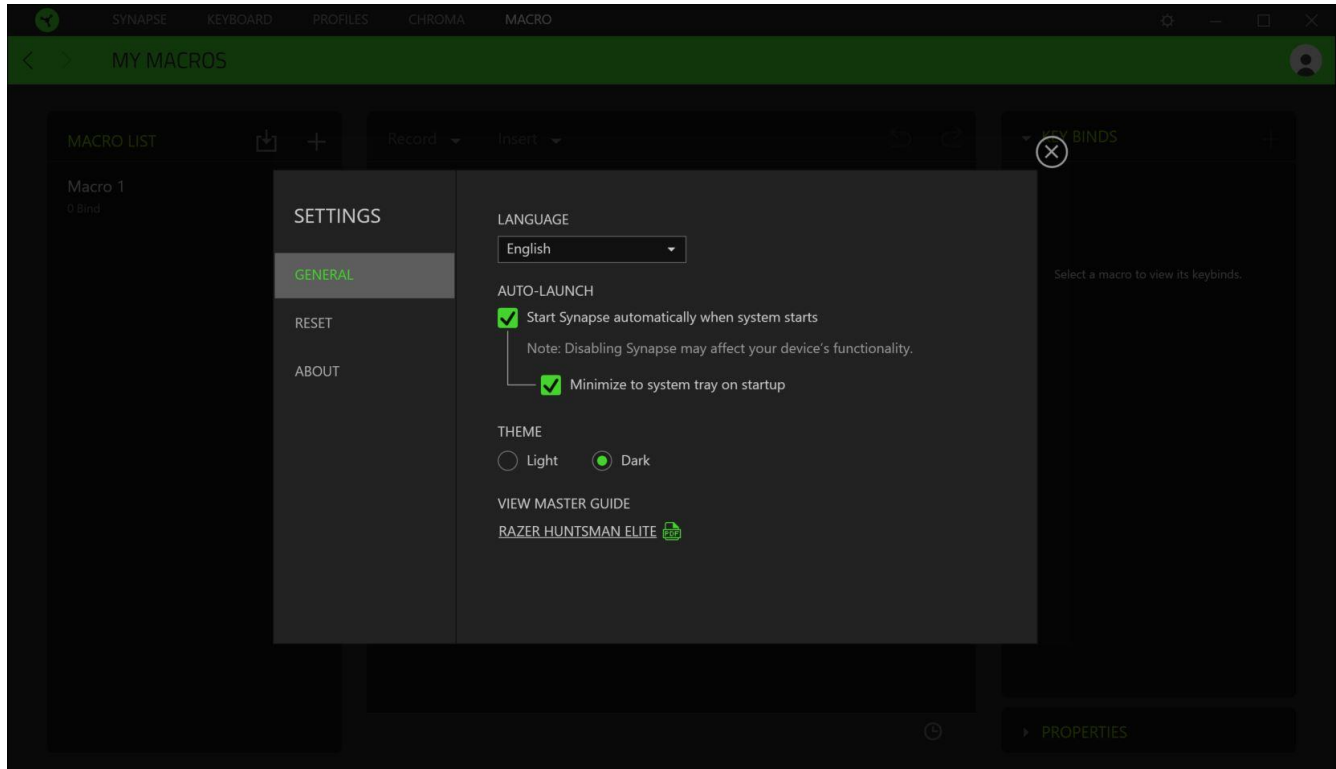 SYNAPSE KEYBOARD PROFILES CHROMA MACRO
MY MACROS
MACRO LIST
Record Insert
KEY BINDS
Macro 1
0 Bind
Select a macro to view its keybinds.
SETTINGS
GENERAL
RESET
ABOUT
LANGUAGE
English
AUTO-LAUNCH
Start Synapse automatically when system starts
Note: Disabling Synapse may affect your device's functionality.
Minimize to system tray on startup
THEME
Light Dark
VIEW MASTER GUIDE
RAZER HUNTSMAN ELITE PDF
PROPERTIES